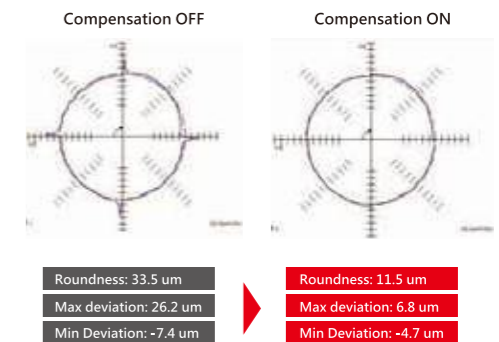 Compensation OFF
Compensation ON
Roundness: 33.5 um
Max deviation: 26.2 um
Min Deviation: -7.4 um
Roundness: 11.5 um
Max deviation: 6.8 um
Min Deviation: -4.7 um